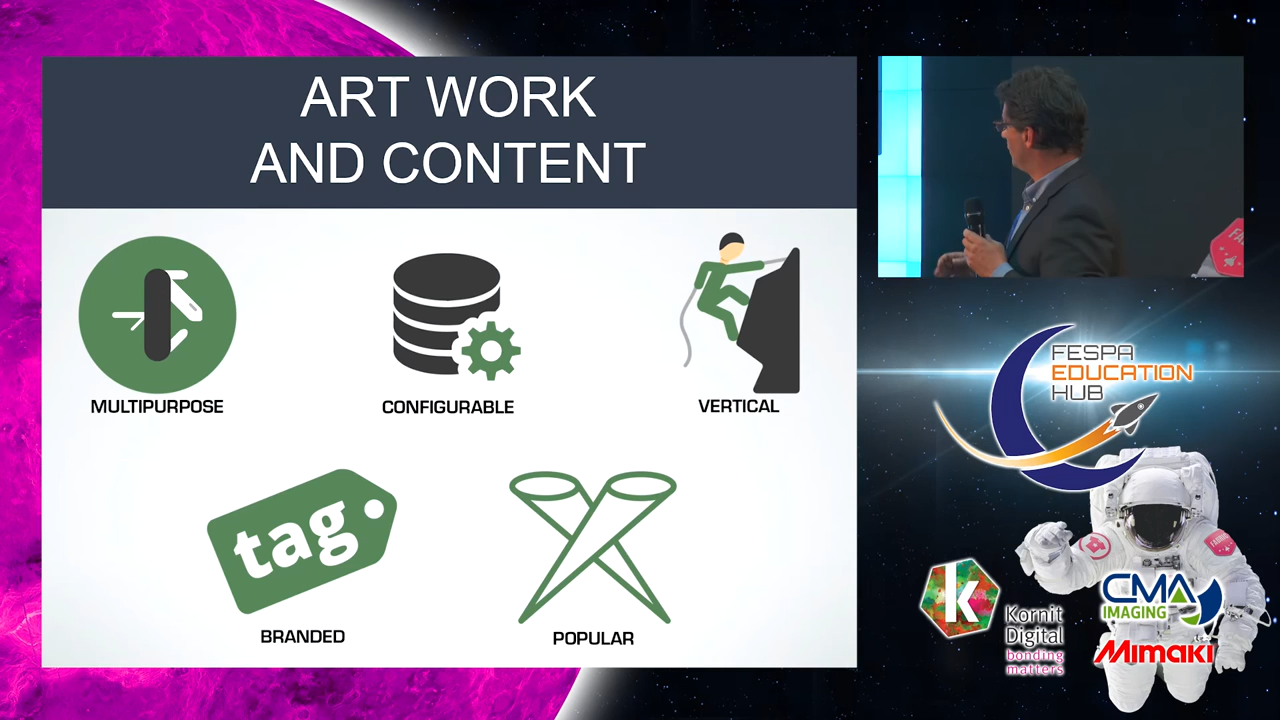 ART WORK
AND CONTENT
MULTIPURPOSE
CONFIGURABLE
VERTICAL
tag
BRANDED
POPULAR
FESPA
EDUCATION
HUB
k
Kornit
Digital
bonding
matters
CMA
IMAGING
Mimaki